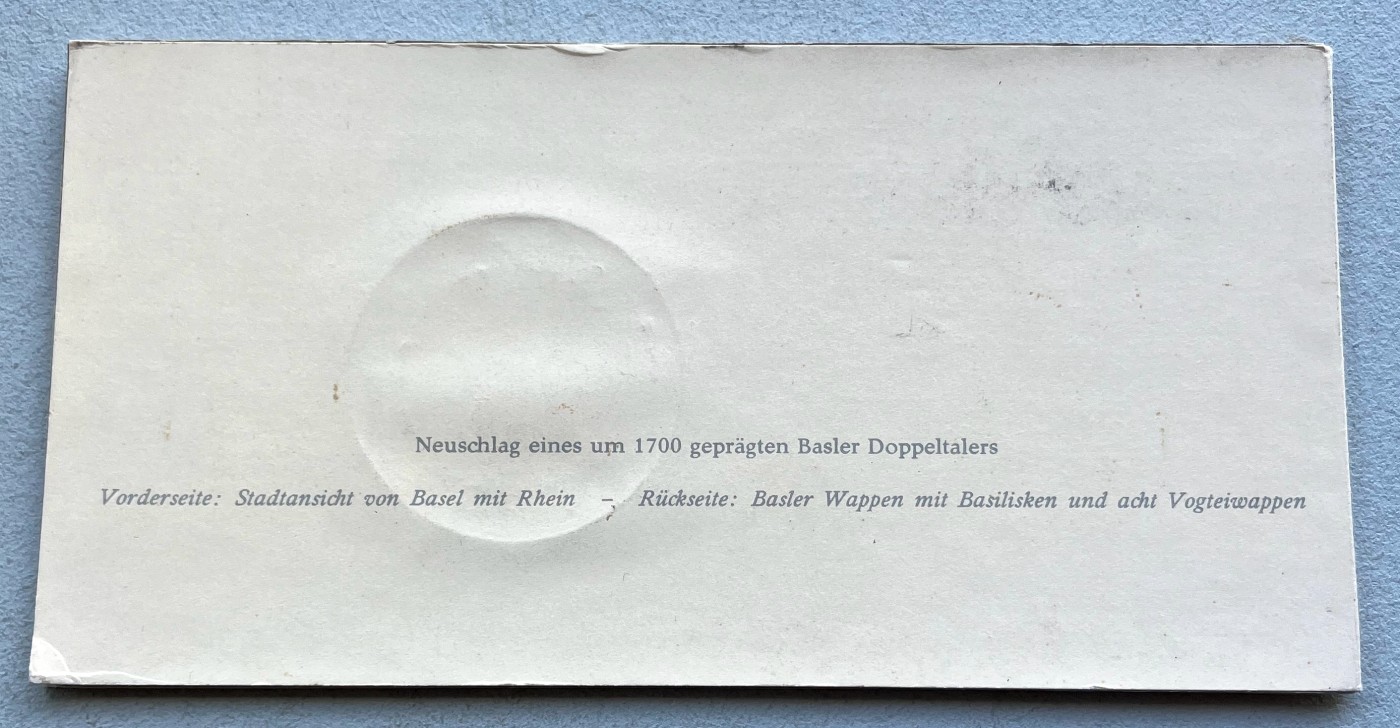 Neuschlag eines um 1700 geprägten Basler Doppeltalers
Vorderseite: Stadtansicht von Basel mit Rhein – Rückseite: Basler Wappen mit Basilisken und acht Vogteiwappen